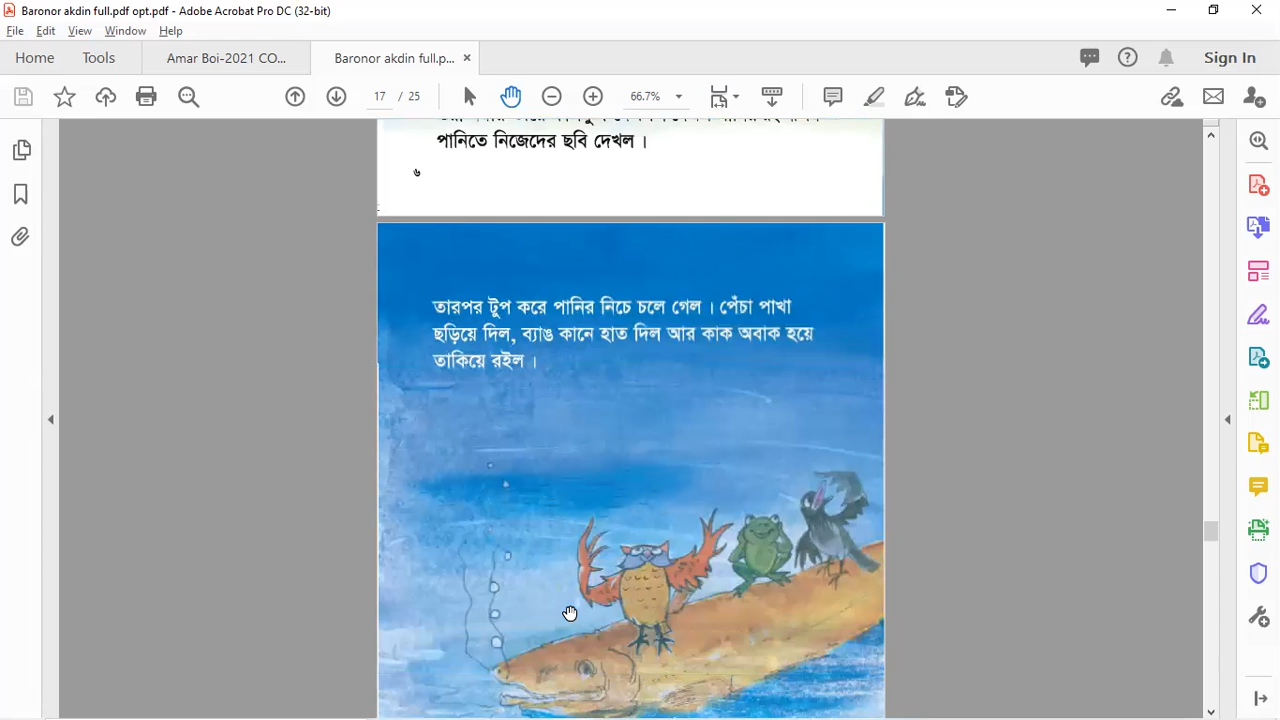 Baronor akdin full.pdf opt.pdf - Adobe Acrobat Pro DC (32-bit)
File Edit View Window Help
Home Tools Amar Boi-2021 CO... Baronor akdin full.p... × Sign In
17 / 25 66.7%
পানিতে নিজেদের ছবি দেখল ।
৬
তারপর টুপ করে পানির নিচে চলে গেল । পেঁচা পাখা
ছড়িয়ে দিল, ব্যাঙ কানে হাত দিল আর কাক অবাক হয়ে
তাকিয়ে রইল ।